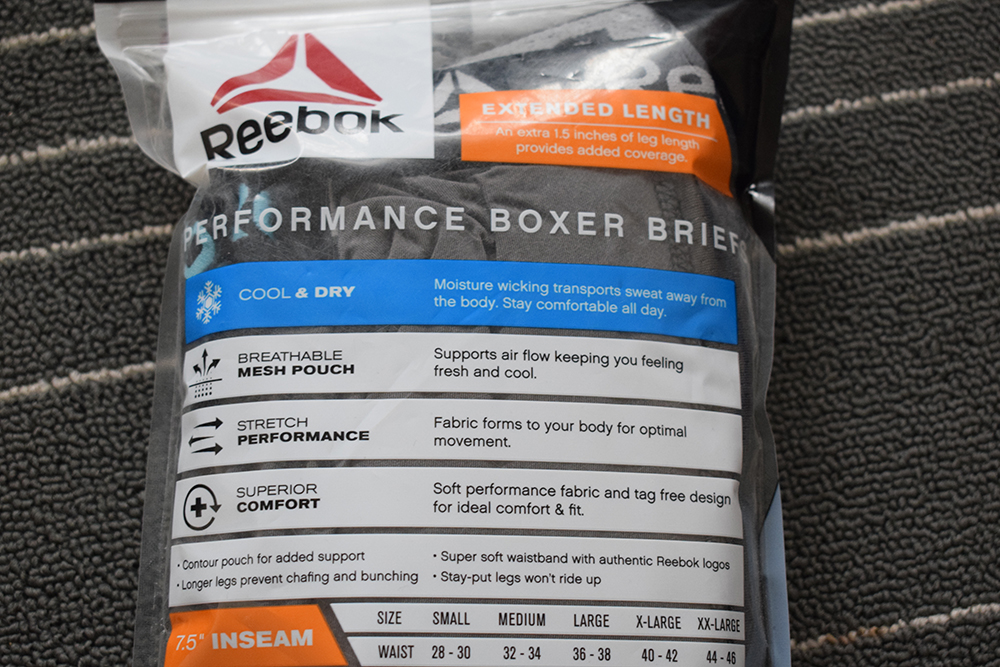 Reebok
EXTENDED LENGTH
An extra 1.5 inches of leg length
provides added coverage.
PERFORMANCE BOXER BRIEFS
COOL & DRY
Moisture wicking transports sweat away from
the body. Stay comfortable all day.
BREATHABLE
MESH POUCH
Supports air flow keeping you feeling
fresh and cool.
STRETCH
PERFORMANCE
Fabric forms to your body for optimal
movement.
SUPERIOR
COMFORT
Soft performance fabric and tag free design
for ideal comfort & fit.
• Contour pouch for added support
• Longer legs prevent chafing and bunching
• Super soft waistband with authentic Reebok logos
• Stay-put legs won't ride up
7.5" INSEAM
SIZE SMALL MEDIUM LARGE X-LARGE XX-LARGE
WAIST 28 - 30 32 - 34 36 - 38 40 - 42 44 - 46